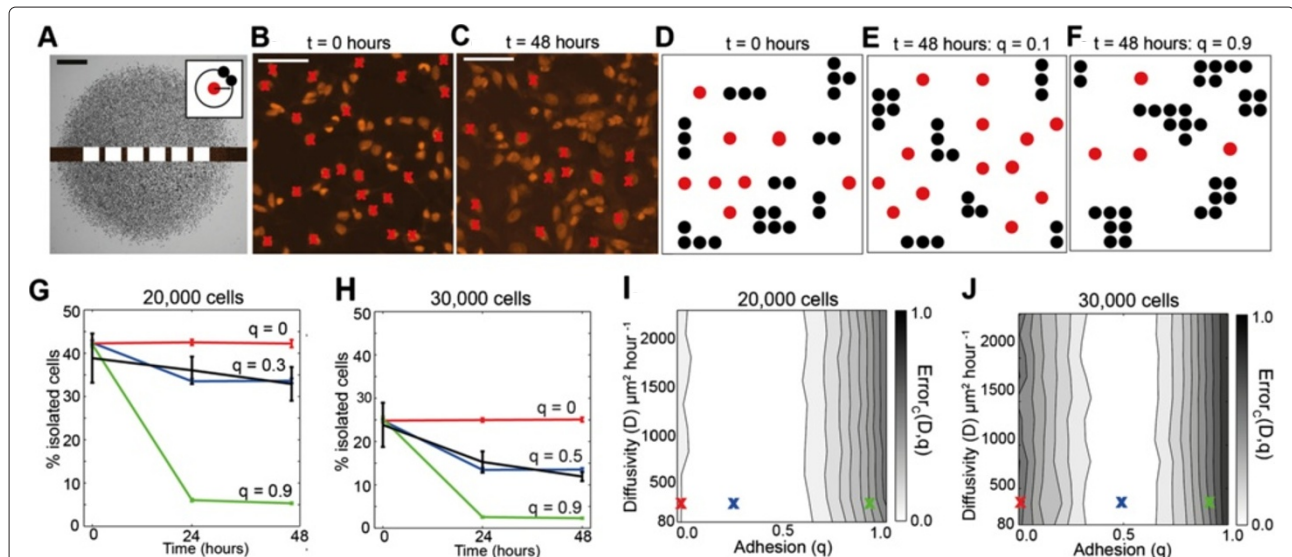 A
B
t = 0 hours
C
t = 48 hours
D
t = 0 hours
E
t = 48 hours: q = 0.1
F
t = 48 hours: q = 0.9
G
20,000 cells
% isolated cells
50
40
30
20
10
0
q = 0
q = 0.3
q = 0.9
0
24
48
Time (hours)
H
30,000 cells
% isolated cells
50
40
30
20
10
0
q = 0
q = 0.5
q = 0.9
0
24
48
Time (hours)
I
20,000 cells
Diffusivity (D) µm² hour⁻¹
2000
1500
1000
500
80
0.0
0.5
1.0
Adhesion (q)
1.0
0.0
Error_C(D,q)
J
30,000 cells
Diffusivity (D) µm² hour⁻¹
2000
1500
1000
500
80
0.0
0.5
1.0
Adhesion (q)
1.0
0.0
Error_C(D,q)